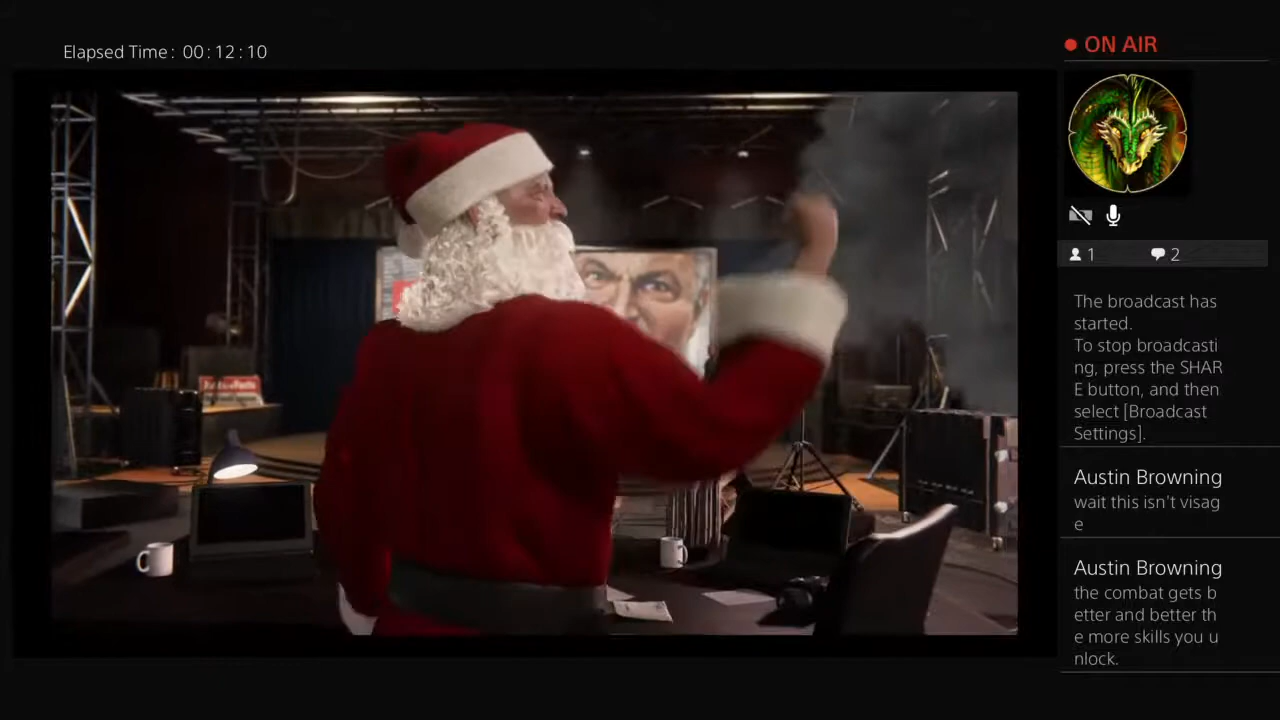 Elapsed Time: 00:12:10
ON AIR
1
2
The broadcast has
started.
To stop broadcasti
ng, press the SHAR
E button, and then
select [Broadcast
Settings].
Austin Browning
wait this isn't visag
e
Austin Browning
the combat gets b
etter and better th
e more skills you u
nlock.